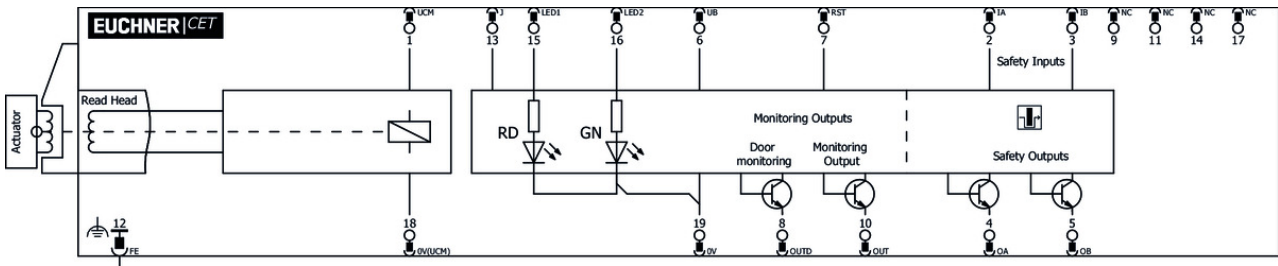 EUCHNER CET
UCM J LED1 LED2 UB RST IA IB NC NC NC NC
1 13 15 16 6 7 2 3 9 11 14 17
Safety Inputs
Actuator
Read Head
RD
GN
Monitoring Outputs
Door
monitoring
Monitoring
Output
Safety Outputs
12 18 19 8 10 4 5
FE 0V(UCM) 0V OUTD OUT OA OB